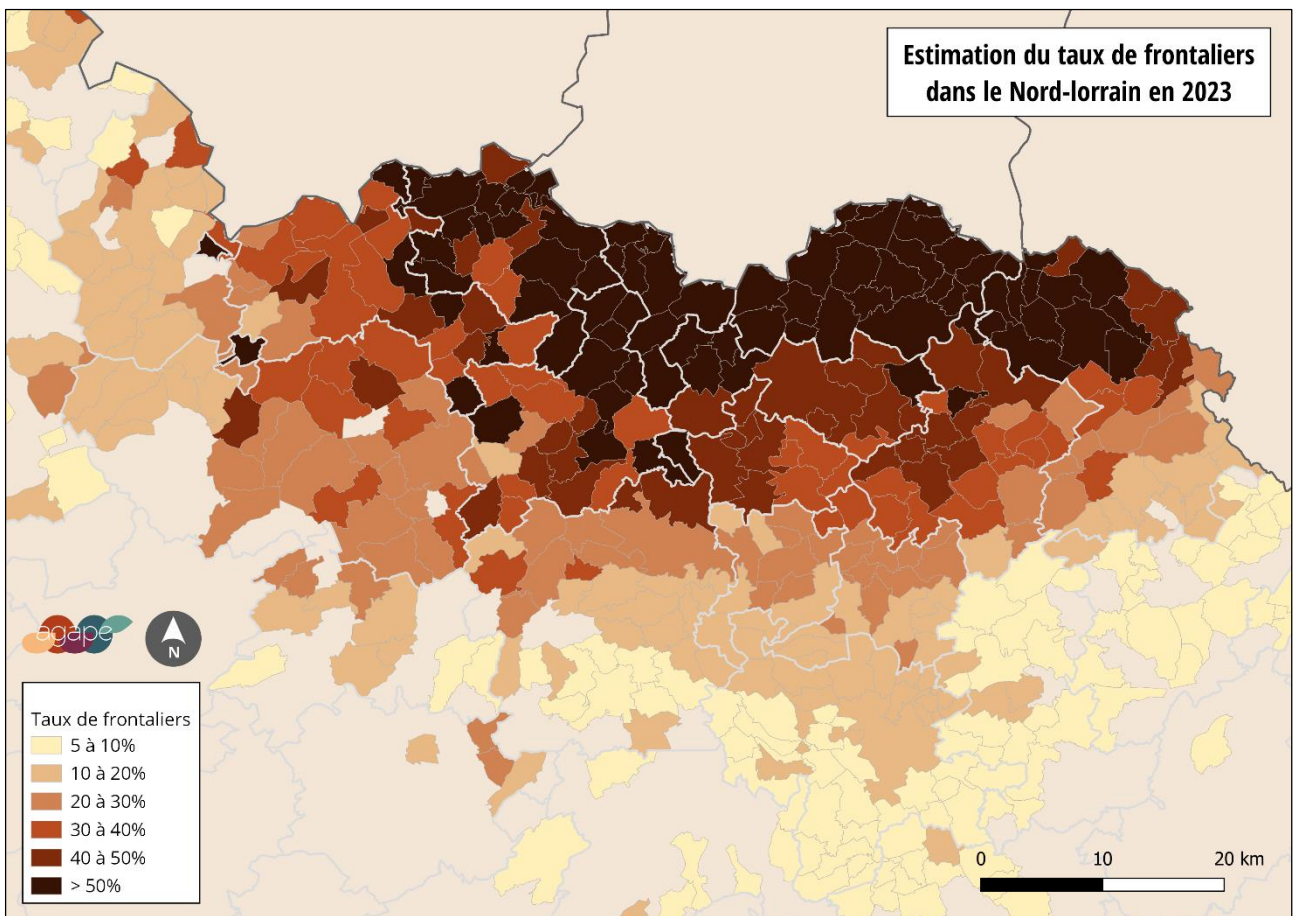 Estimation du taux de frontaliers
dans le Nord-lorrain en 2023
agape
N
Taux de frontaliers
5 à 10%
10 à 20%
20 à 30%
30 à 40%
40 à 50%
> 50%
0 10 20 km